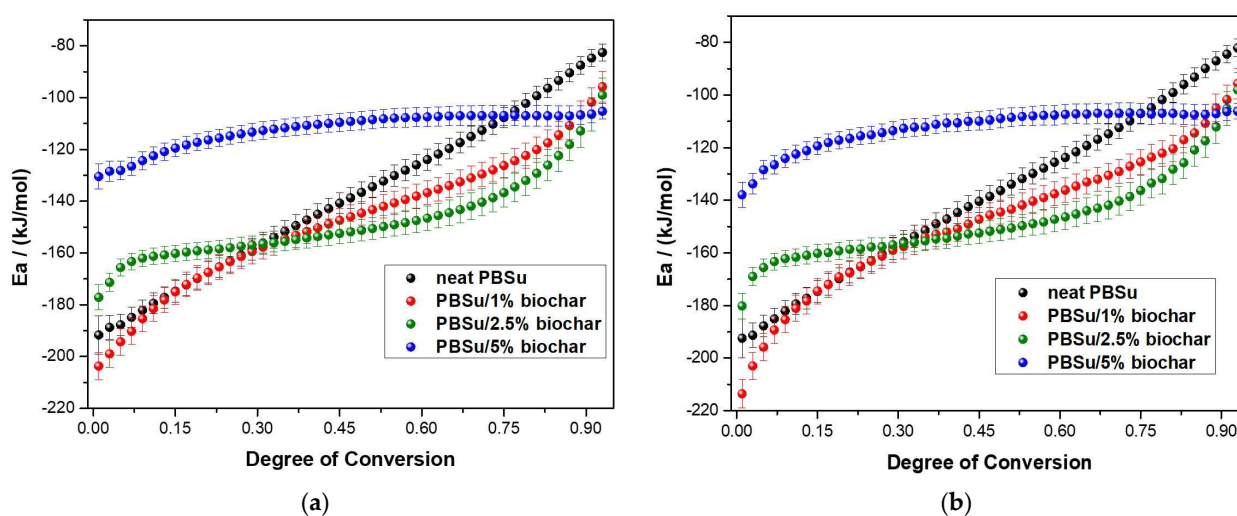 -80
-100
-120
-140
-160
-180
-200
-220
Ea / (kJ/mol)
neat PBSu
PBSu/1% biochar
PBSu/2.5% biochar
PBSu/5% biochar
0.00 0.15 0.30 0.45 0.60 0.75 0.90
Degree of Conversion
(a)
-80
-100
-120
-140
-160
-180
-200
-220
Ea / (kJ/mol)
neat PBSu
PBSu/1% biochar
PBSu/2.5% biochar
PBSu/5% biochar
0.00 0.15 0.30 0.45 0.60 0.75 0.90
Degree of Conversion
(b)